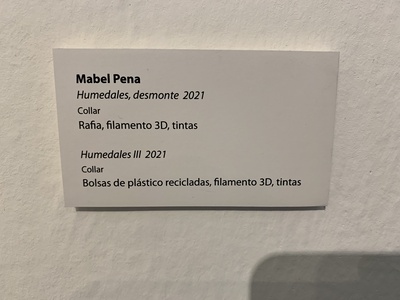 Mabel Pena
Humedales, desmonte 2021
Collar
Rafia, filamento 3D, tintas
Humedales III 2021
Collar
Bolsas de plástico recicladas, filamento 3D, tintas